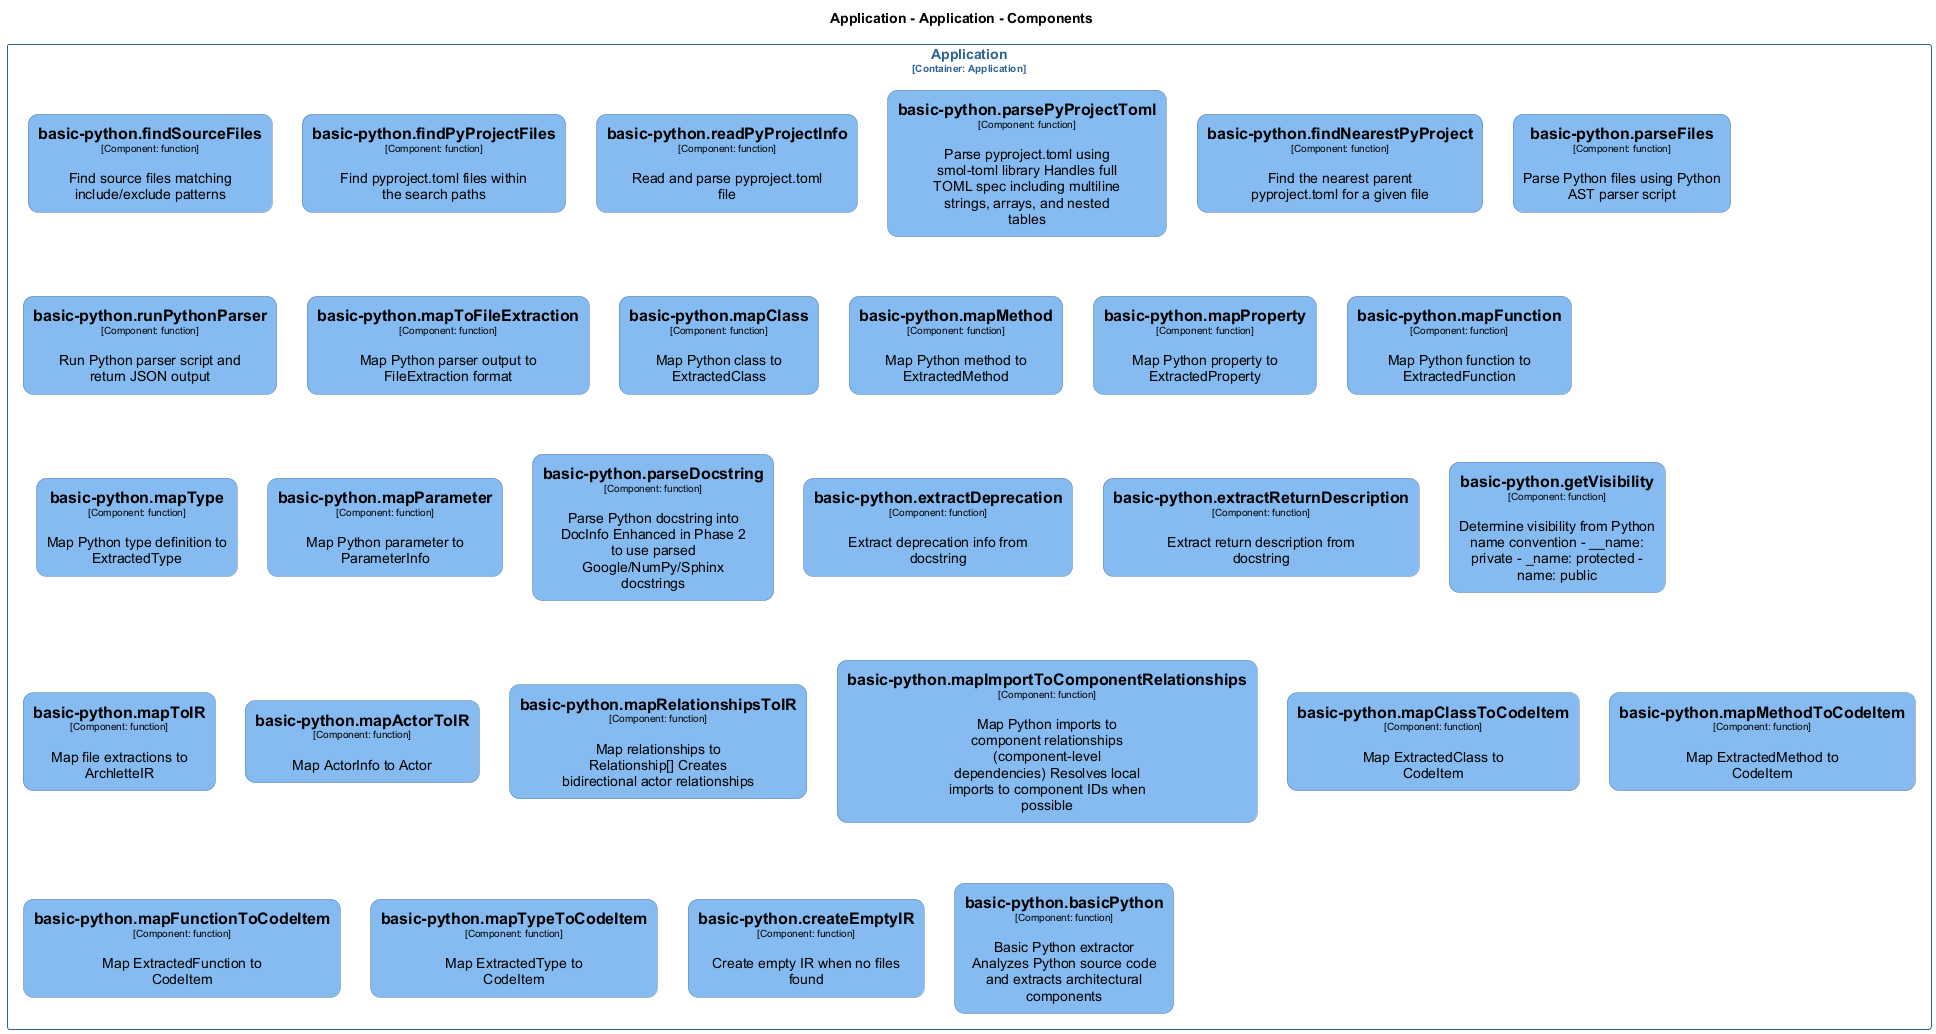 Application - Application - Components
Application
[Container: Application]
basic-python.findSourceFiles
[Component: function]
Find source files matching
include/exclude patterns
basic-python.findPyProjectFiles
[Component: function]
Find pyproject.toml files within
the search paths
basic-python.readPyProjectInfo
[Component: function]
Read and parse pyproject.toml
file
basic-python.parsePyProjectToml
[Component: function]
Parse pyproject.toml using
smol-toml library Handles full
TOML spec including multiline
strings, arrays, and nested
tables
basic-python.findNearestPyProject
[Component: function]
Find the nearest parent
pyproject.toml for a given file
basic-python.parseFiles
[Component: function]
Parse Python files using Python
AST parser script
basic-python.runPythonParser
[Component: function]
Run Python parser script and
return JSON output
basic-python.mapToFileExtraction
[Component: function]
Map Python parser output to
FileExtraction format
basic-python.mapClass
[Component: function]
Map Python class to
ExtractedClass
basic-python.mapMethod
[Component: function]
Map Python method to
ExtractedMethod
basic-python.mapProperty
[Component: function]
Map Python property to
ExtractedProperty
basic-python.mapFunction
[Component: function]
Map Python function to
ExtractedFunction
basic-python.mapType
[Component: function]
Map Python type definition to
ExtractedType
basic-python.mapParameter
[Component: function]
Map Python parameter to
ParameterInfo
basic-python.parseDocstring
[Component: function]
Parse Python docstring into
DocInfo Enhanced in Phase 2
to use parsed
Google/NumPy/Sphinx
docstrings
basic-python.extractDeprecation
[Component: function]
Extract deprecation info from
docstring
basic-python.extractReturnDescription
[Component: function]
Extract return description from
docstring
basic-python.getVisibility
[Component: function]
Determine visibility from Python
name convention - __name:
private - _name: protected -
name: public
basic-python.mapToIR
[Component: function]
Map file extractions to
ArchletteIR
basic-python.mapActorToIR
[Component: function]
Map ActorInfo to Actor
basic-python.mapRelationshipsToIR
[Component: function]
Map relationships to
Relationship[] Creates
bidirectional actor relationships
basic-python.mapImportToComponentRelationships
[Component: function]
Map Python imports to
component relationships
(component-level
dependencies) Resolves local
imports to component IDs when
possible
basic-python.mapClassToCodeItem
[Component: function]
Map ExtractedClass to
CodeItem
basic-python.mapMethodToCodeItem
[Component: function]
Map ExtractedMethod to
CodeItem
basic-python.mapFunctionToCodeItem
[Component: function]
Map ExtractedFunction to
CodeItem
basic-python.mapTypeToCodeItem
[Component: function]
Map ExtractedType to
CodeItem
basic-python.createEmptyIR
[Component: function]
Create empty IR when no files
found
basic-python.basicPython
[Component: function]
Basic Python extractor
Analyzes Python source code
and extracts architectural
components